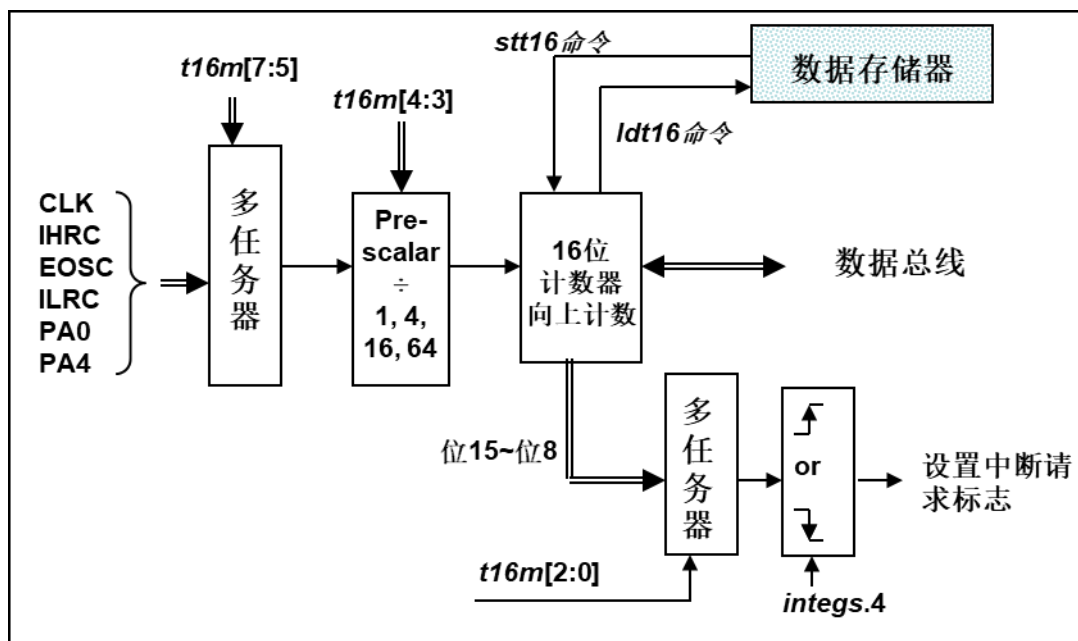 stt16命令
数据存储器
t16m[7:5]
t16m[4:3]
ldt16命令
CLK
IHRC
EOSC
ILRC
PA0
PA4
多
任
务
器
Pre-
scalar
÷
1, 4,
16, 64
16位
计数器
向上计数
数据总线
位15~位8
多
任
务
器
or
设置中断请
求标志
t16m[2:0]
integs.4